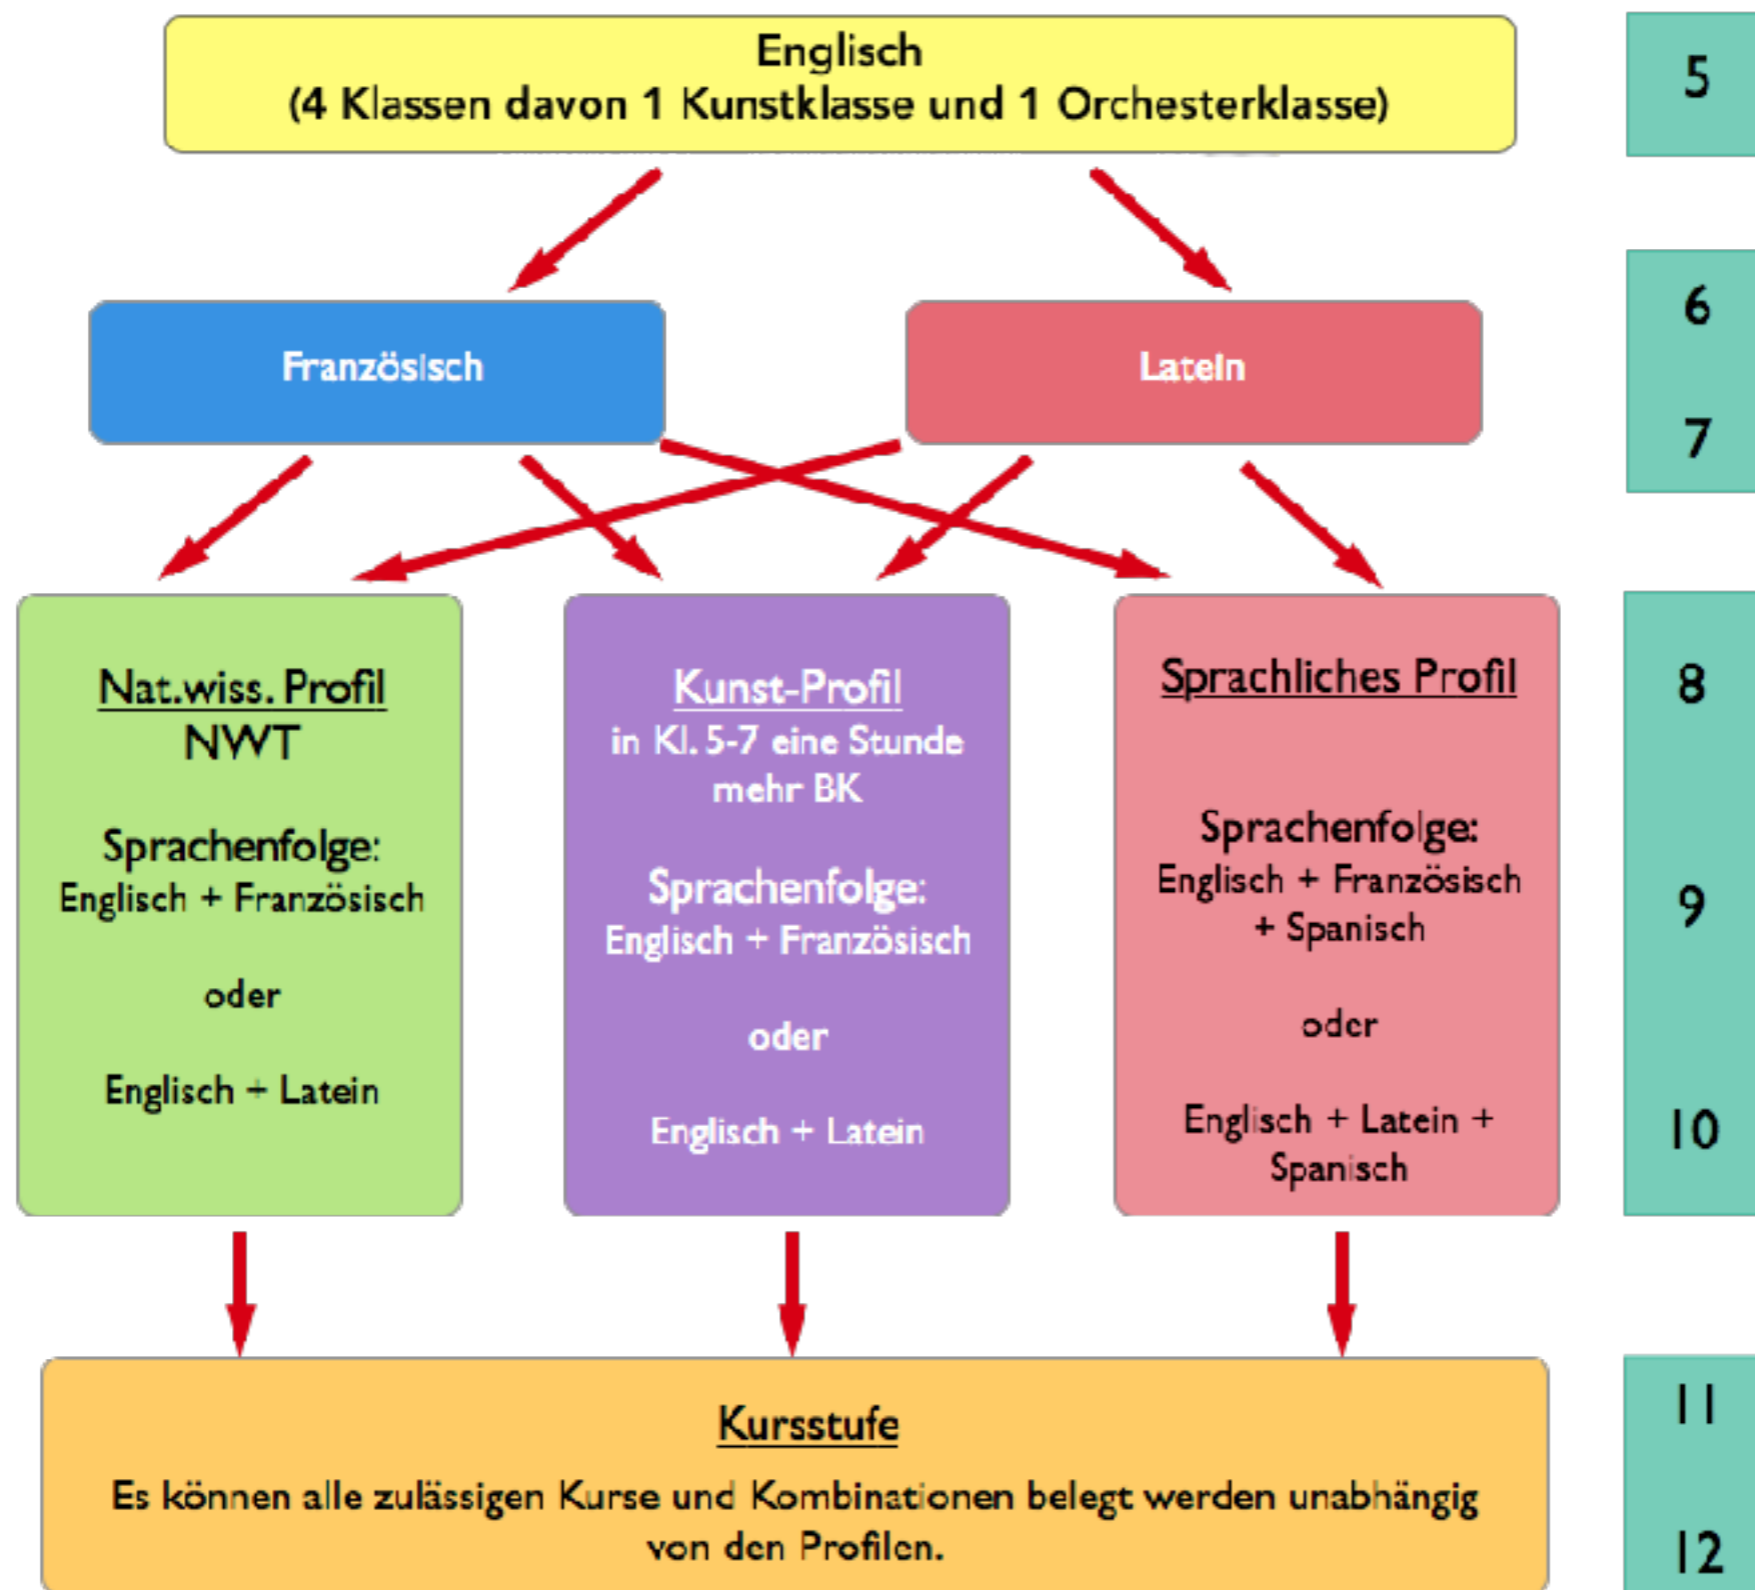 Englisch
(4 Klassen davon 1 Kunstklasse und 1 Orchesterklasse)
5
Französisch
Latein
6
7
Nat.wiss. Profil
NWT
Sprachenfolge:
Englisch + Französisch
oder
Englisch + Latein
Kunst-Profil
in Kl. 5-7 eine Stunde
mehr BK
Sprachenfolge:
Englisch + Französisch
oder
Englisch + Latein
Sprachliches Profil
Sprachenfolge:
Englisch + Französisch
+ Spanisch
oder
Englisch + Latein +
Spanisch
8
9
10
Kursstufe
Es können alle zulässigen Kurse und Kombinationen belegt werden unabhängig
von den Profilen.
11
12